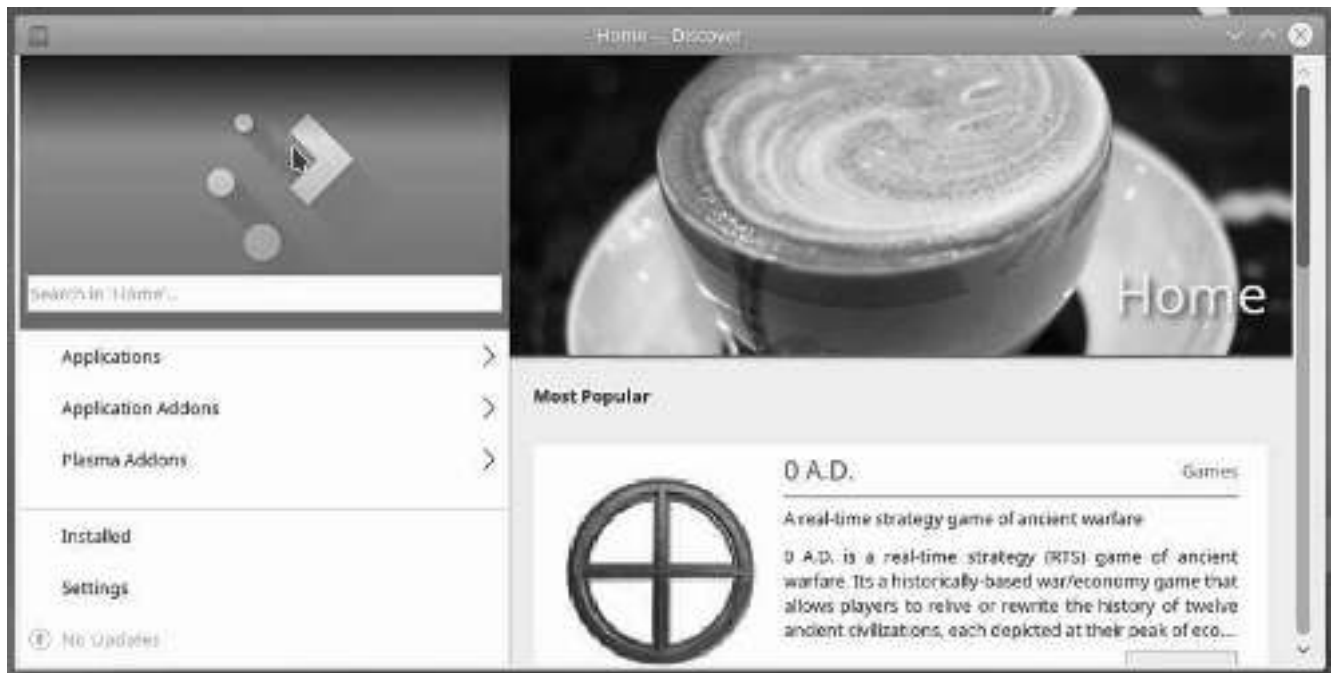 Home — Discover
Search in 'Home'...
Home
Applications
Application Addons
Plasma Addons
Installed
Settings
No Updates
Most Popular
0 A.D.
Games
A real-time strategy game of ancient warfare
0 A.D. is a real-time strategy (RTS) game of ancient
warfare. Its a historically-based war/economy game that
allows players to relive or rewrite the history of twelve
ancient civilizations, each depicted at their peak of eco...